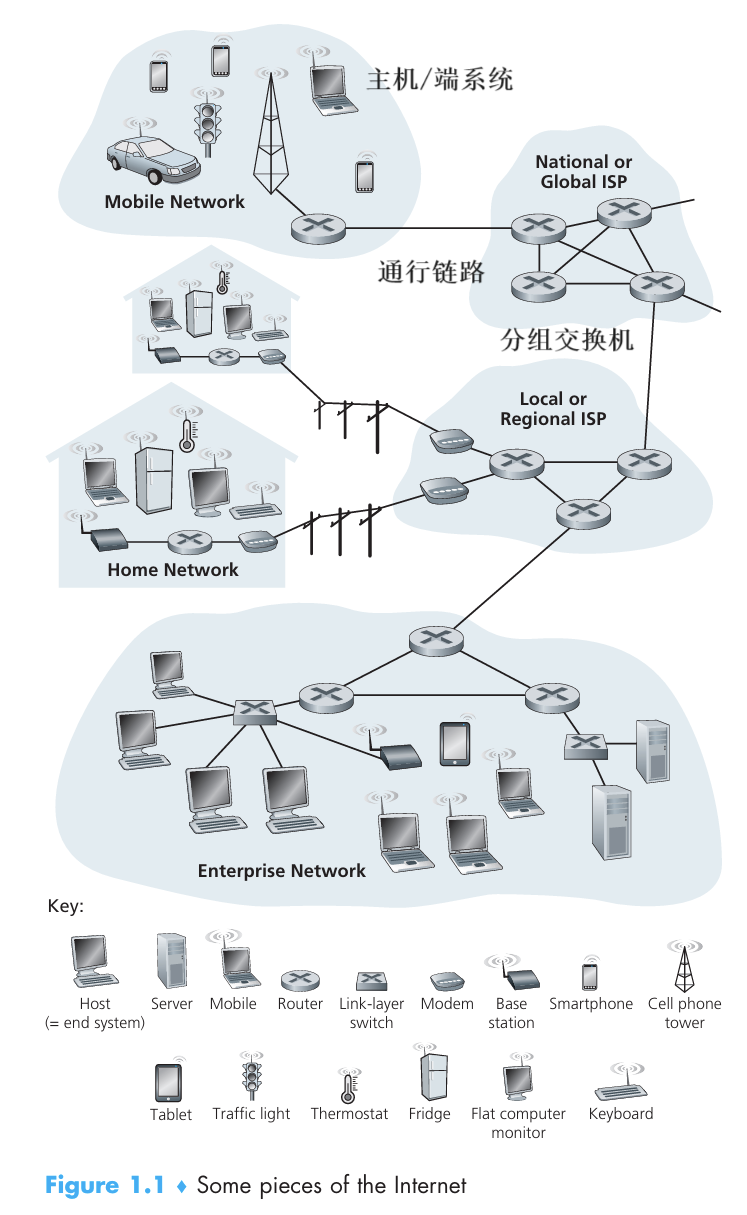 主机/端系统
National or
Global ISP
Mobile Network
通行链路
分组交换机
Local or
Regional ISP
Home Network
Enterprise Network
Key:
Host
(= end system)
Server
Mobile
Router
Link-layer
switch
Modem
Base
station
Smartphone
Cell phone
tower
Tablet
Traffic light
Thermostat
Fridge
Flat computer
monitor
Keyboard
Figure 1.1 ♦ Some pieces of the Internet